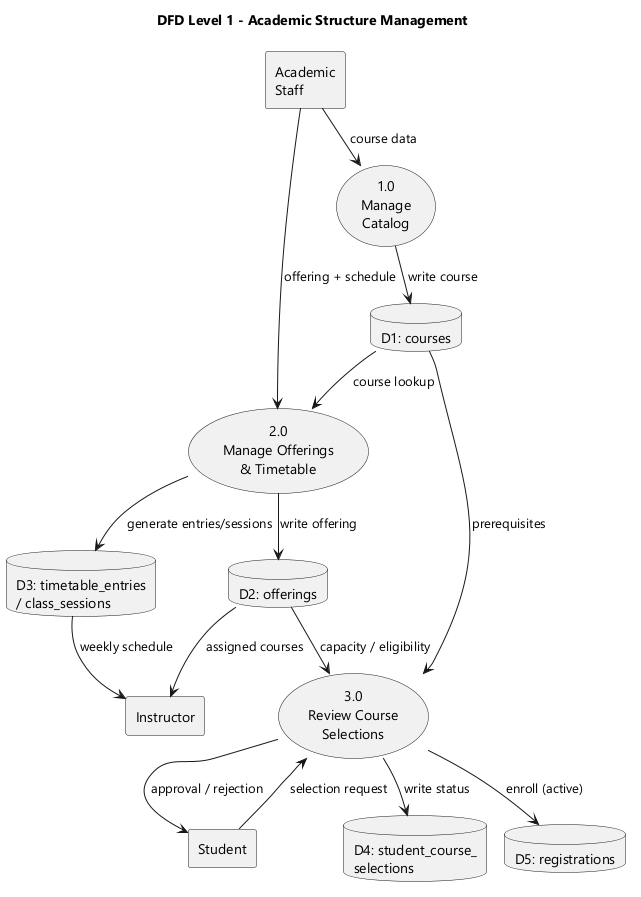 DFD Level 1 - Academic Structure Management
Academic
Staff
course data
1.0
Manage
Catalog
offering + schedule
write course
D1: courses
course lookup
2.0
Manage Offerings
& Timetable
generate entries/sessions
write offering
prerequisites
D3: timetable_entries
/ class_sessions
D2: offerings
weekly schedule
assigned courses
capacity / eligibility
Instructor
3.0
Review Course
Selections
approval / rejection
selection request
write status
enroll (active)
Student
D4: student_course_
selections
D5: registrations